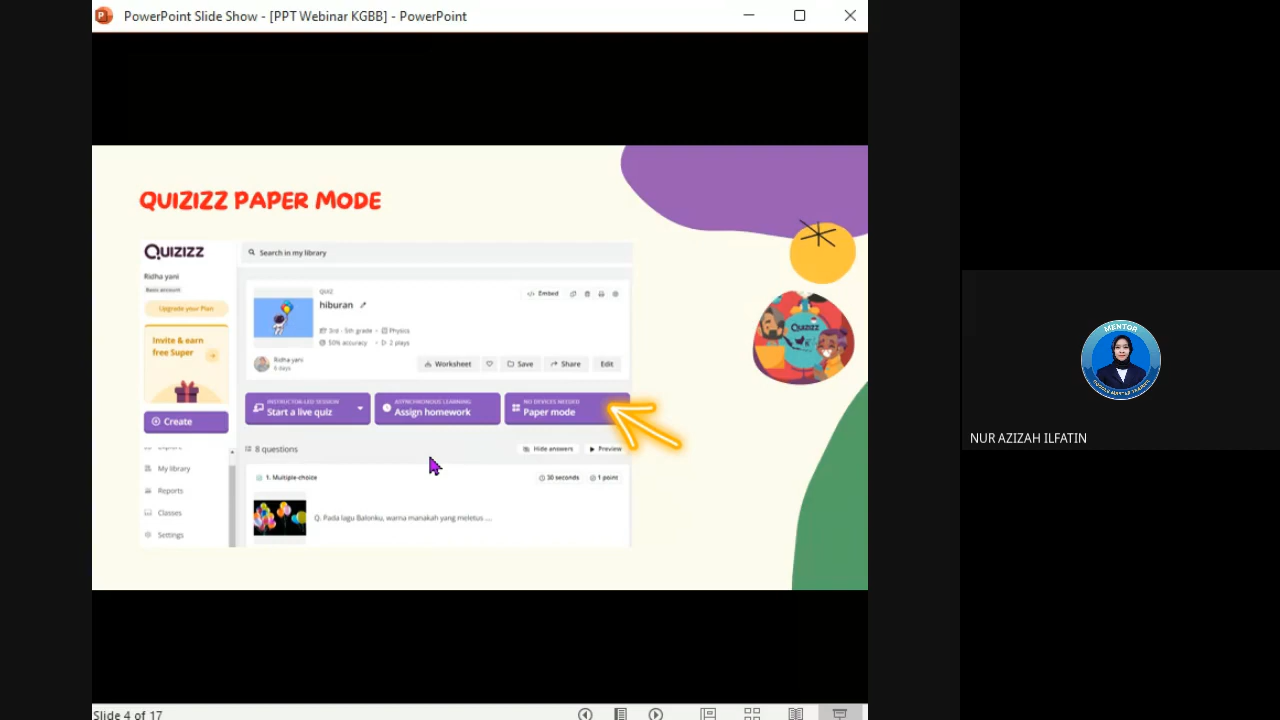 PowerPoint Slide Show - [PPT Webinar KGBB] - PowerPoint
QUIZIZZ PAPER MODE
QUIZIZZ
Search in my library
Ridha yani
Basic account
Upgrade your Plan
Invite & earn
free Super
Create
My library
Reports
Classes
Settings
QUIZ
hiburan
Embed
3rd - 5th grade • Physics
50% accuracy • 2 plays
Ridha yani
6 days
Worksheet
Save
Share
Edit
INSTRUCTOR-LED SESSION
Start a live quiz
ASYNCHRONOUS LEARNING
Assign homework
NO DEVICES NEEDED
Paper mode
8 questions
Hide answers
Preview
1. Multiple-choice
30 seconds
1 point
Q. Pada lagu Balonku, warna manakah yang meletus ...
QUIZIZZ
MENTOR
NUR AZIZAH ILFATIN
Slide 4 of 17